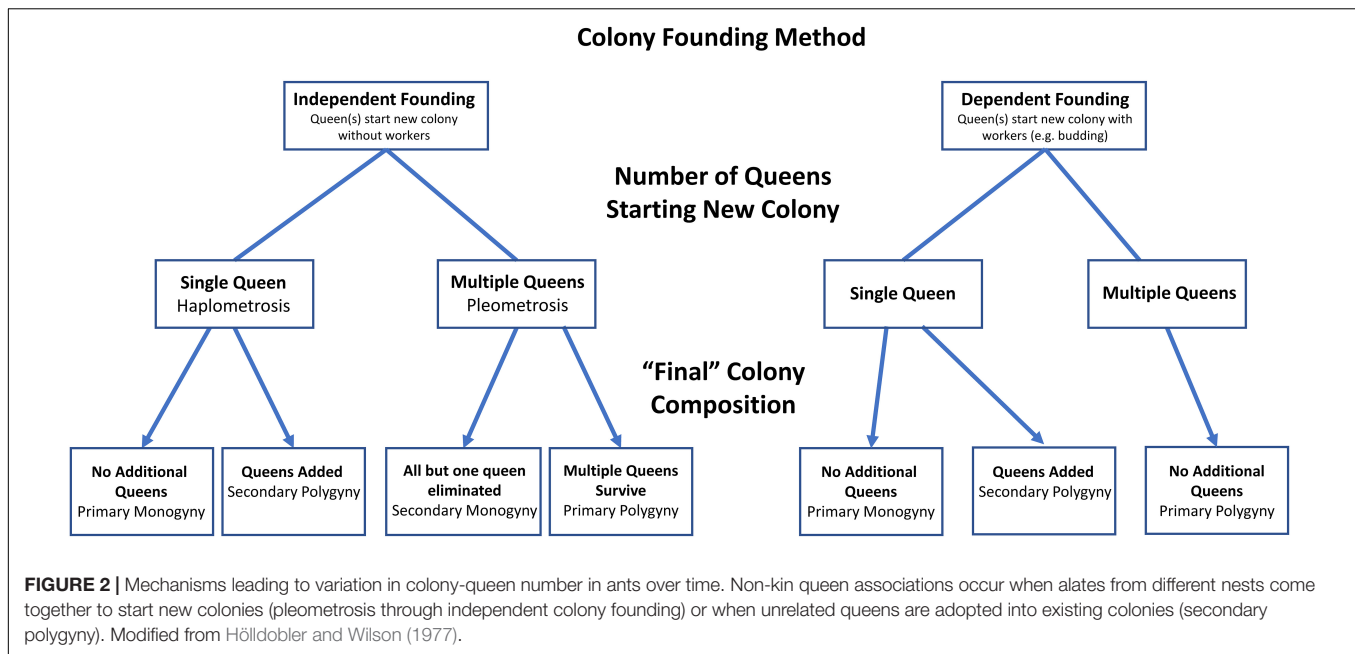 Colony Founding Method
Independent Founding
Queen(s) start new colony
without workers
Dependent Founding
Queen(s) start new colony with
workers (e.g. budding)
Number of Queens
Starting New Colony
Single Queen
Haplometrosis
Multiple Queens
Pleometrosis
Single Queen
Multiple Queens
“Final” Colony
Composition
No Additional
Queens
Primary Monogyny
Queens Added
Secondary Polygyny
All but one queen
eliminated
Secondary Monogyny
Multiple Queens
Survive
Primary Polygyny
No Additional
Queens
Primary Monogyny
Queens Added
Secondary Polygyny
No Additional
Queens
Primary Polygyny
FIGURE 2 | Mechanisms leading to variation in colony-queen number in ants over time. Non-kin queen associations occur when alates from different nests come
together to start new colonies (pleometrosis through independent colony founding) or when unrelated queens are adopted into existing colonies (secondary
polygyny). Modified from Hölldobler and Wilson (1977).